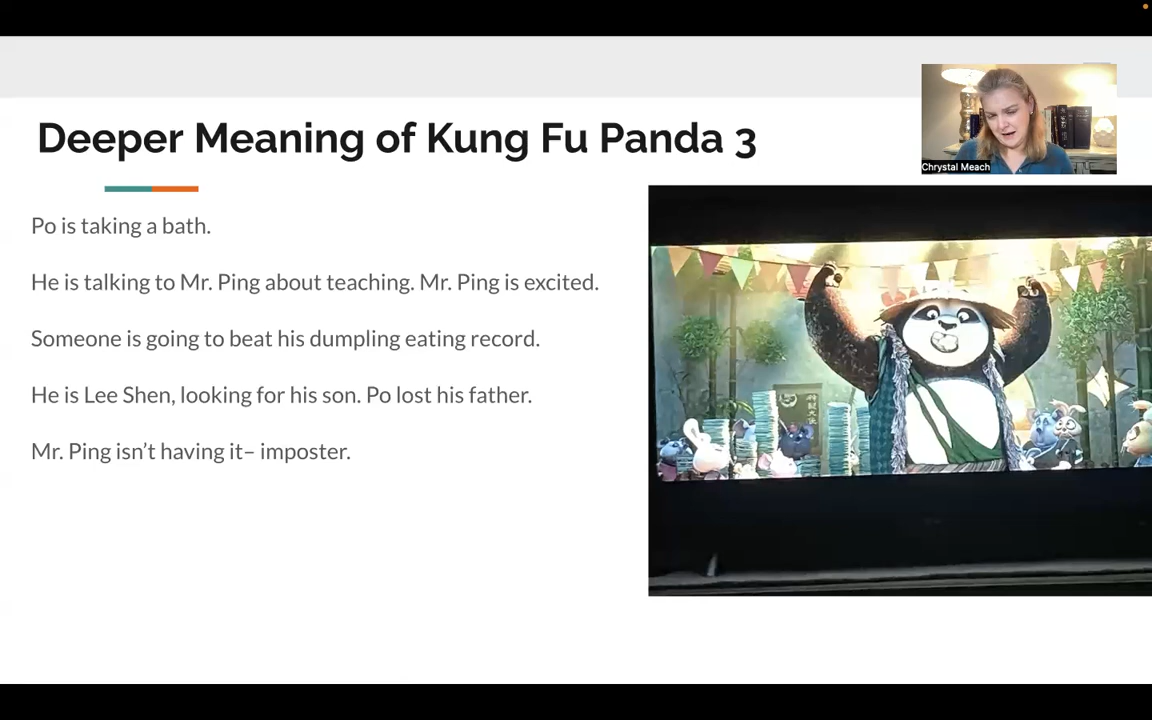 Deeper Meaning of Kung Fu Panda 3
Chrystal Meach
Po is taking a bath.
He is talking to Mr. Ping about teaching. Mr. Ping is excited.
Someone is going to beat his dumpling eating record.
He is Lee Shen, looking for his son. Po lost his father.
Mr. Ping isn’t having it– imposter.